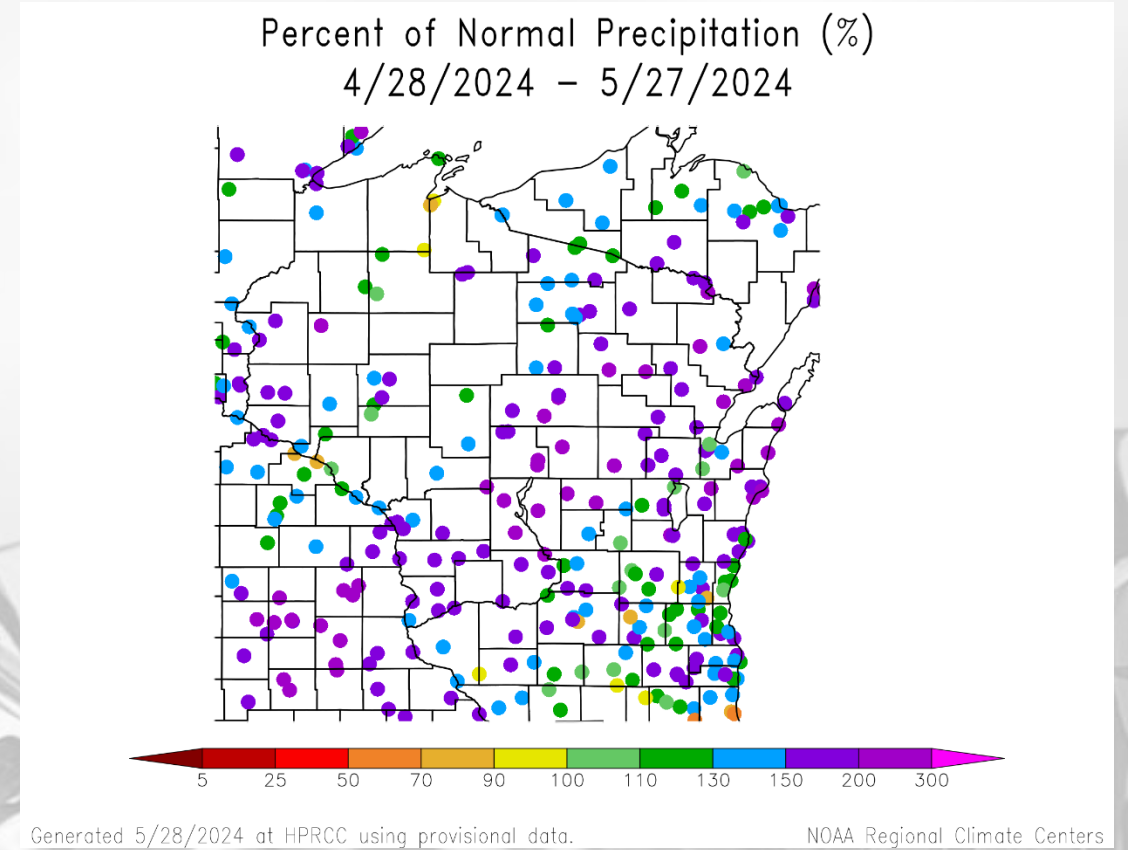 Percent of Normal Precipitation (%)
4/28/2024 – 5/27/2024
5 25 50 70 90 100 110 130 150 200 300
Generated 5/28/2024 at HPRCC using provisional data.
NOAA Regional Climate Centers